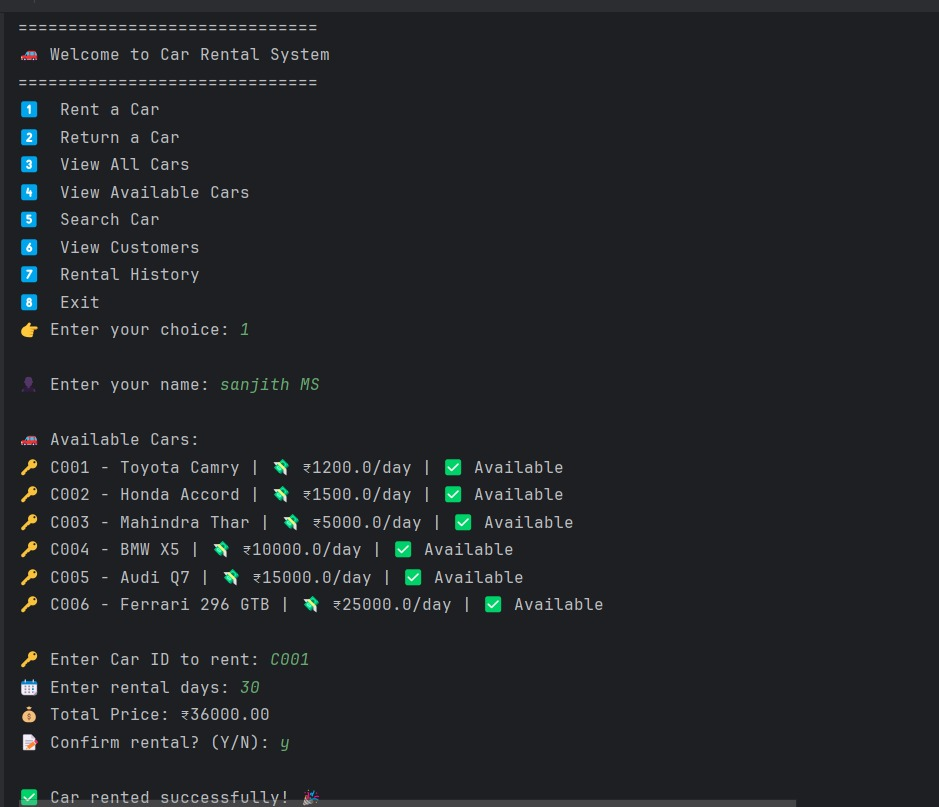 ==============================
🚗 Welcome to Car Rental System
==============================
1️⃣ Rent a Car
2️⃣ Return a Car
3️⃣ View All Cars
4️⃣ View Available Cars
5️⃣ Search Car
6️⃣ View Customers
7️⃣ Rental History
8️⃣ Exit
👉 Enter your choice: 1
👤 Enter your name: sanjith MS
🚗 Available Cars:
🔑 C001 - Toyota Camry | 💸 ₹1200.0/day | ✅ Available
🔑 C002 - Honda Accord | 💸 ₹1500.0/day | ✅ Available
🔑 C003 - Mahindra Thar | 💸 ₹5000.0/day | ✅ Available
🔑 C004 - BMW X5 | 💸 ₹10000.0/day | ✅ Available
🔑 C005 - Audi Q7 | 💸 ₹15000.0/day | ✅ Available
🔑 C006 - Ferrari 296 GTB | 💸 ₹25000.0/day | ✅ Available
🔑 Enter Car ID to rent: C001
📅 Enter rental days: 30
💰 Total Price: ₹36000.00
📝 Confirm rental? (Y/N): y
✅ Car rented successfully! 🎉